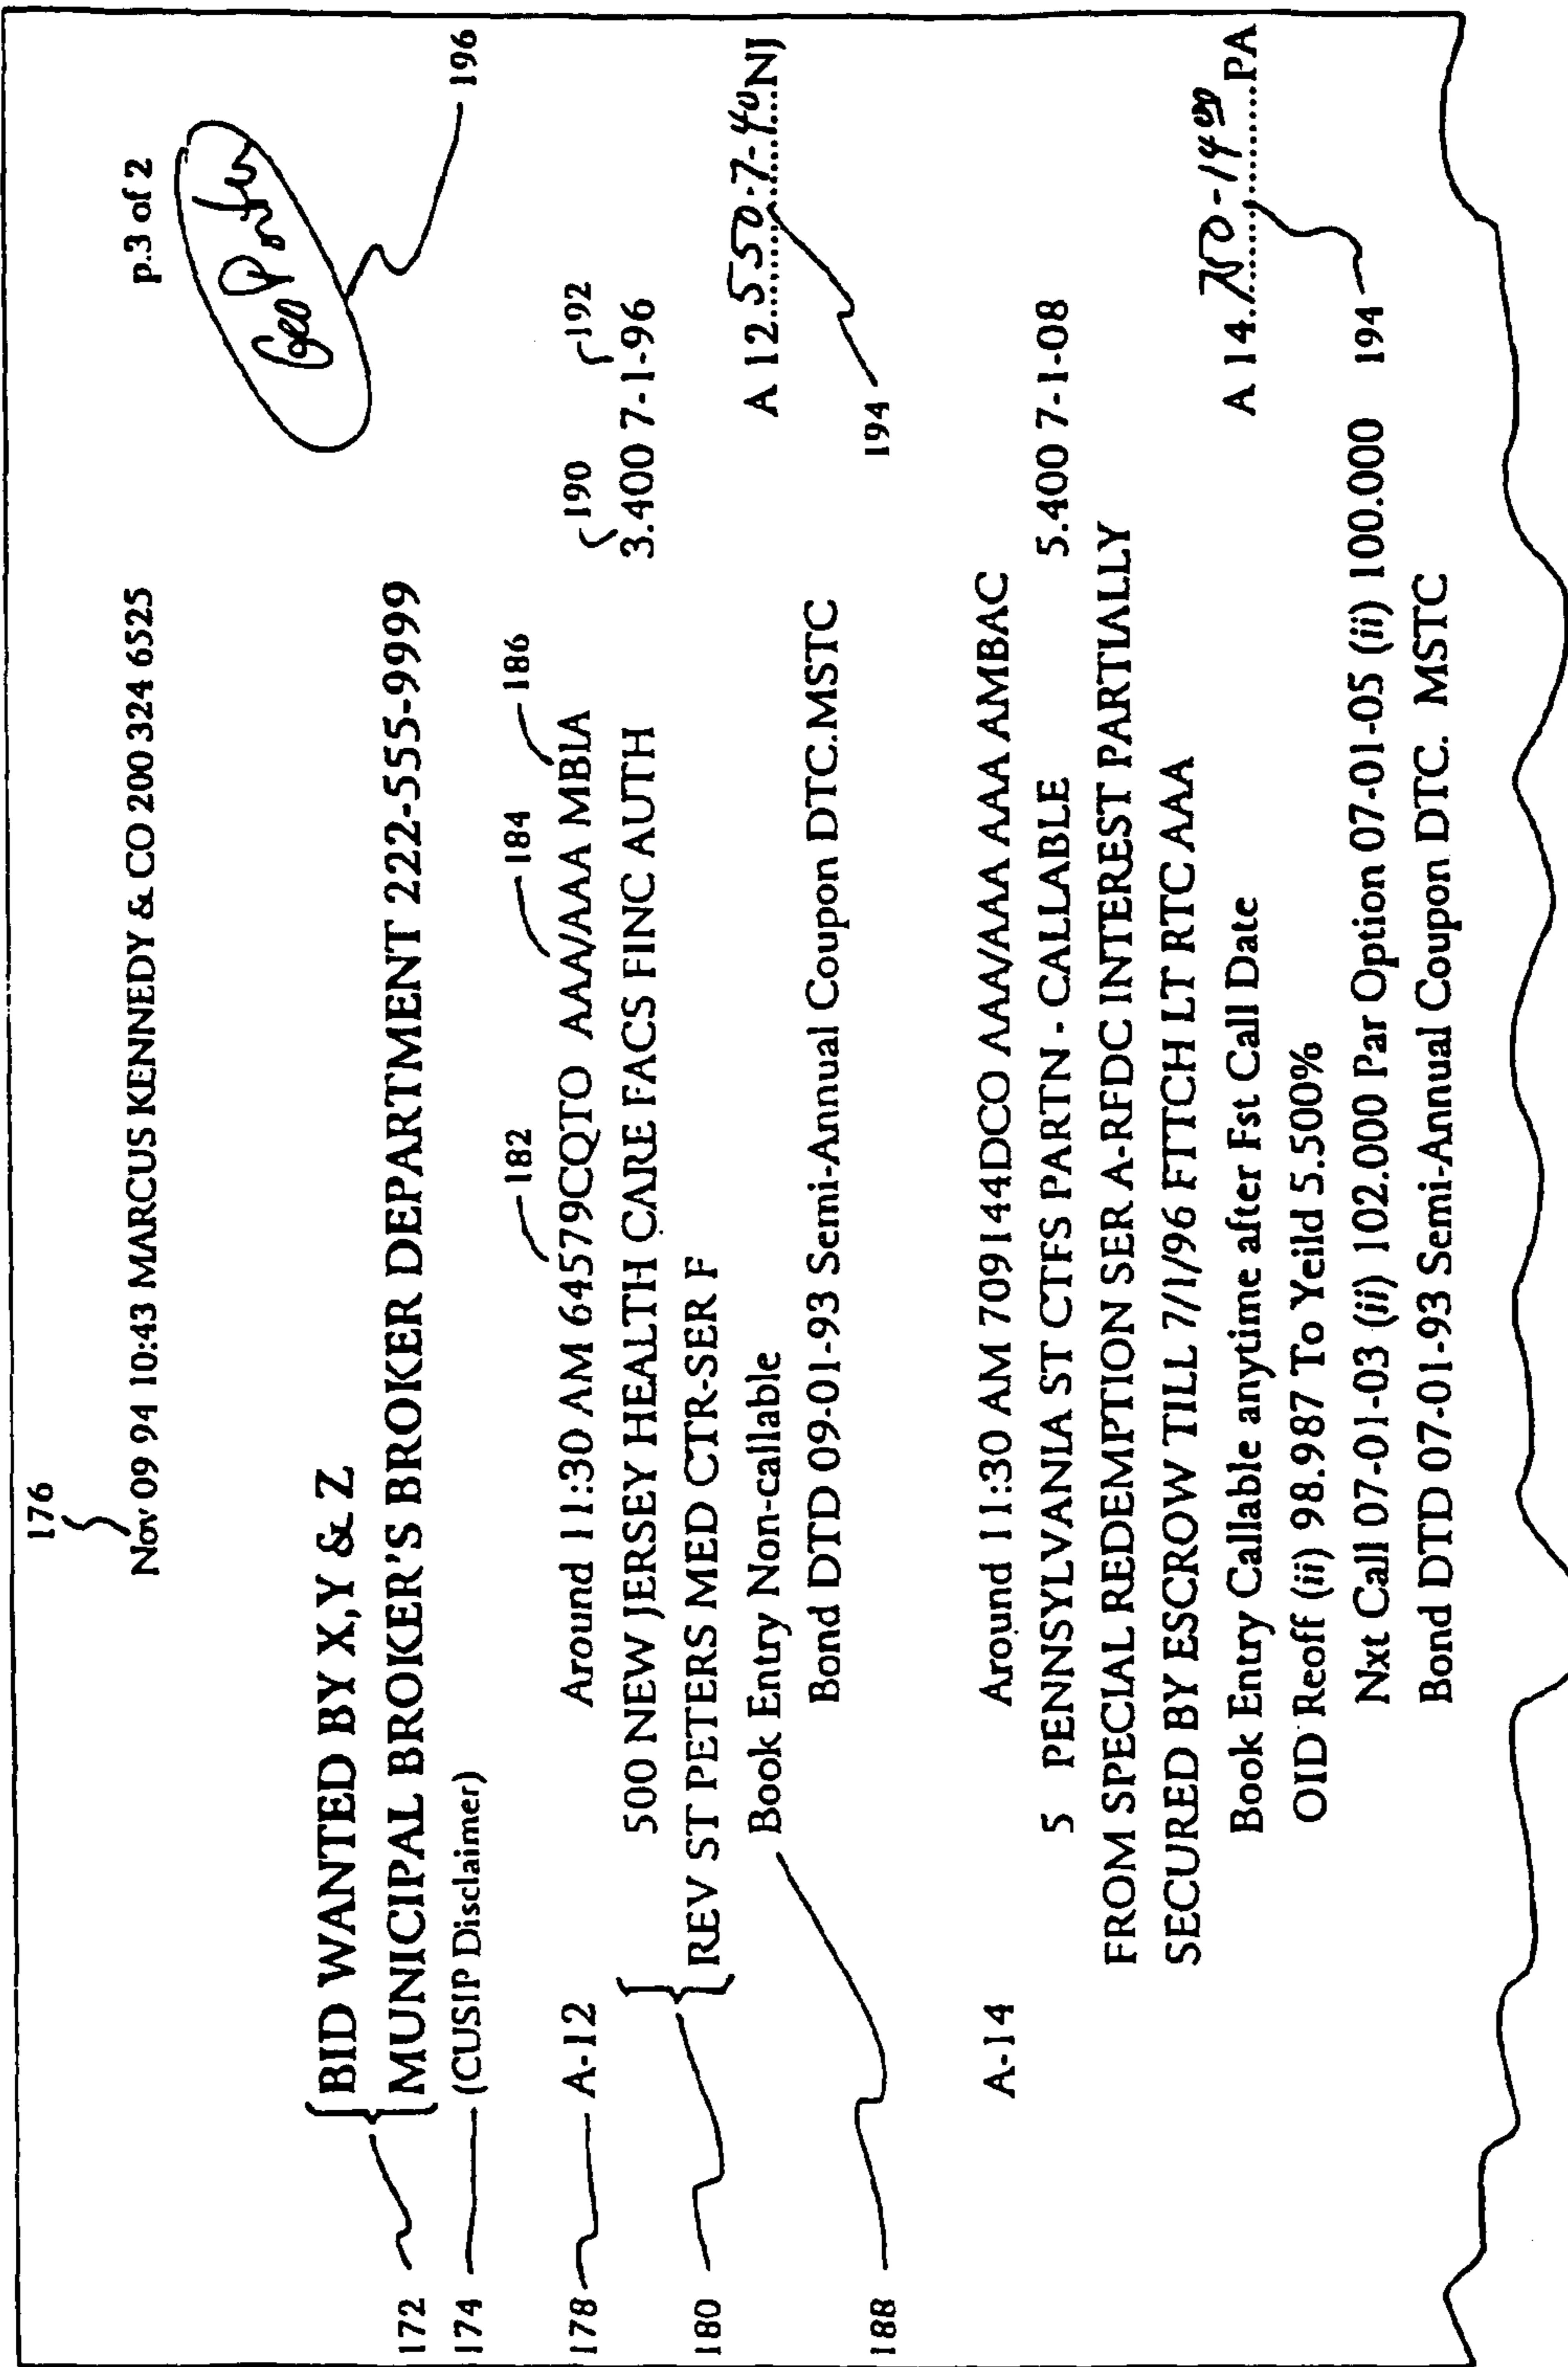 176
Nov 09 94 10:43 MARCUS KENNEDY & CO 200 324 6525
p.3 of 2
196
172
BID WANTED BY X,Y & Z
MUNICIPAL BROKER'S BROKER DEPARTMENT 222-555-9999
174
(CUSIP Disclaimer)
182 184 186
178 A-12 Around 11:30 AM 64579CQTO AAA/AAA MBIA
190 192
180 500 NEW JERSEY HEALTH CARE FACS FINC AUTH 3.400 7-1-96
REV ST PETERS MED CTR-SER F
Book Entry Non-callable A 12 550-7-40 NJ
188 Bond DTD 09-01-93 Semi-Annual Coupon DTC.MSTC
194
A-14 Around 11:30 AM 709144DCO AAA/AAA AAA AMBAC
5 PENNSYLVANIA ST CTFS PARTN - CALLABLE 5.400 7-1-08
FROM SPECIAL REDEMPTION SER A-RFDC INTEREST PARTIALLY
SECURED BY ESCROW TILL 7/1/96 FTTCH LT RTC AAA
Book Entry Callable anytime after Fst Call Date A 14 PA
OID Reoff (ii) 98.987 To Yeild 5.500%
Nxt Call 07-01-03 (ii) 102.000 Par Option 07-01-05 (ii) 100.000 194
Bond DTD 07-01-93 Semi-Annual Coupon DTC. MSTC